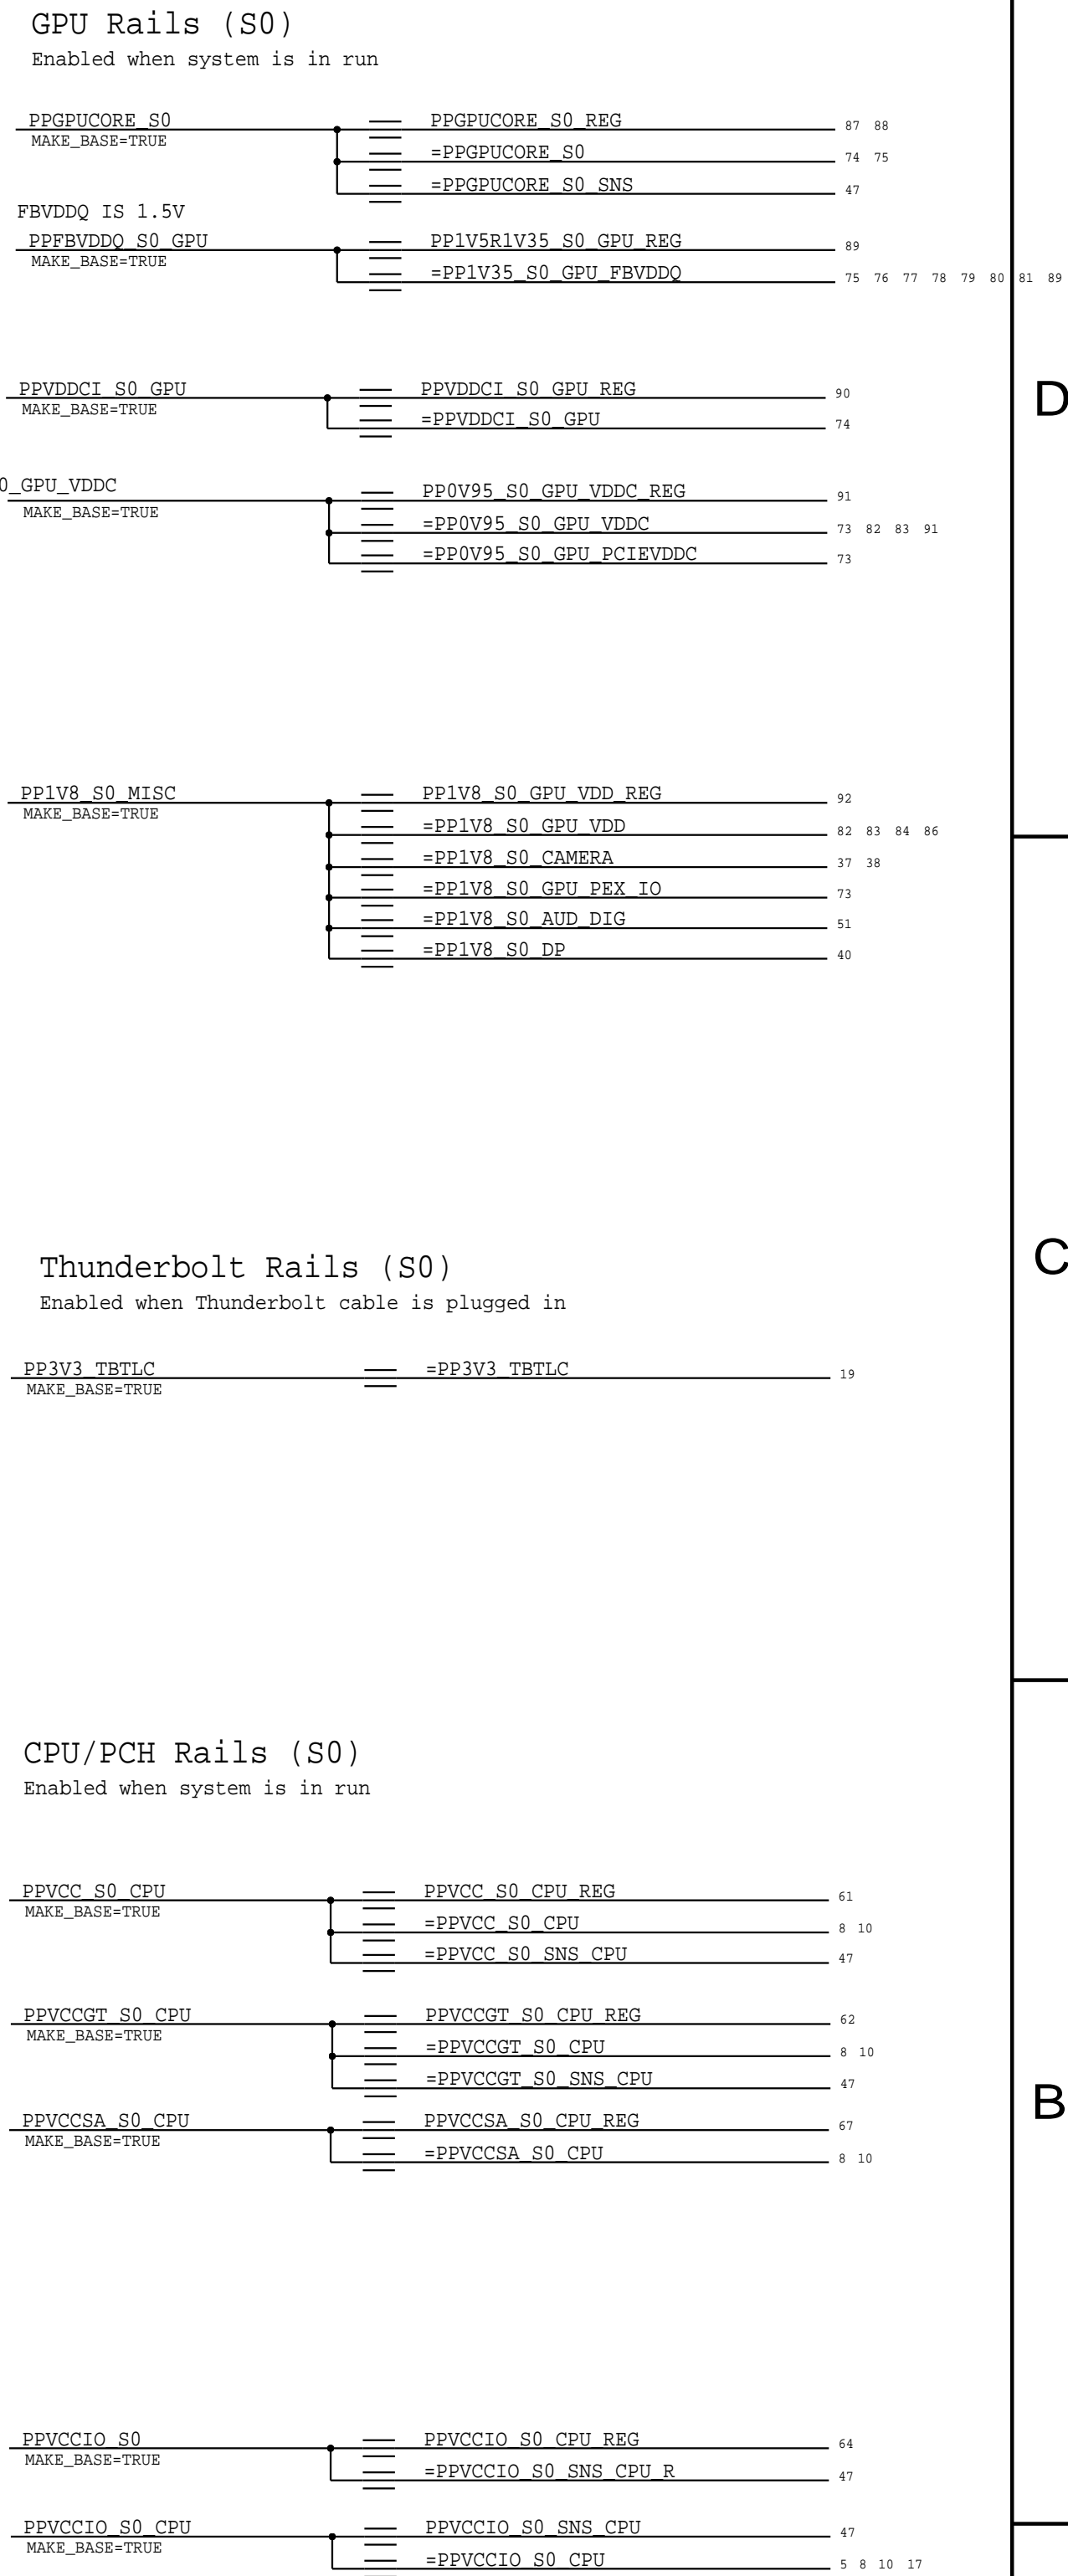 GPU Rails (S0)
Enabled when system is in run
PPGPUCORE_S0 PPGPUCORE_S0_REG 87 88
MAKE_BASE=TRUE
=PPGPUCORE_S0 74 75
=PPGPUCORE_S0_SNS 47
FBVDDQ IS 1.5V
PPFBVDDQ_S0_GPU PP1V5R1V35_S0_GPU_REG 89
MAKE_BASE=TRUE
=PP1V35_S0_GPU_FBVDDQ 75 76 77 78 79 80 81 89
D
PPVDDCI_S0_GPU PPVDDCI_S0_GPU_REG 90
MAKE_BASE=TRUE
=PPVDDCI_S0_GPU 74
0_GPU_VDDC PP0V95_S0_GPU_VDDC_REG 91
MAKE_BASE=TRUE
=PP0V95_S0_GPU_VDDC 73 82 83 91
=PP0V95_S0_GPU_PCIEVDDC 73
PP1V8_S0_MISC PP1V8_S0_GPU_VDD_REG 92
MAKE_BASE=TRUE
=PP1V8_S0_GPU_VDD 82 83 84 86
=PP1V8_S0_CAMERA 37 38
=PP1V8_S0_GPU_PEX_IO 73
=PP1V8_S0_AUD_DIG 51
=PP1V8_S0_DP 40
C
Thunderbolt Rails (S0)
Enabled when Thunderbolt cable is plugged in
PP3V3_TBTLC =PP3V3_TBTLC 19
MAKE_BASE=TRUE
CPU/PCH Rails (S0)
Enabled when system is in run
PPVCC_S0_CPU PPVCC_S0_CPU_REG 61
MAKE_BASE=TRUE
=PPVCC_S0_CPU 8 10
=PPVCC_S0_SNS_CPU 47
PPVCCGT_S0_CPU PPVCCGT_S0_CPU_REG 62
MAKE_BASE=TRUE
=PPVCCGT_S0_CPU 8 10
=PPVCCGT_S0_SNS_CPU 47
B
PPVCCSA_S0_CPU PPVCCSA_S0_CPU_REG 67
MAKE_BASE=TRUE
=PPVCCSA_S0_CPU 8 10
PPVCCIO_S0 PPVCCIO_S0_CPU_REG 64
MAKE_BASE=TRUE
=PPVCCIO_S0_SNS_CPU_R 47
PPVCCIO_S0_CPU PPVCCIO_S0_SNS_CPU 47
MAKE_BASE=TRUE
=PPVCCIO_S0_CPU 5 8 10 17